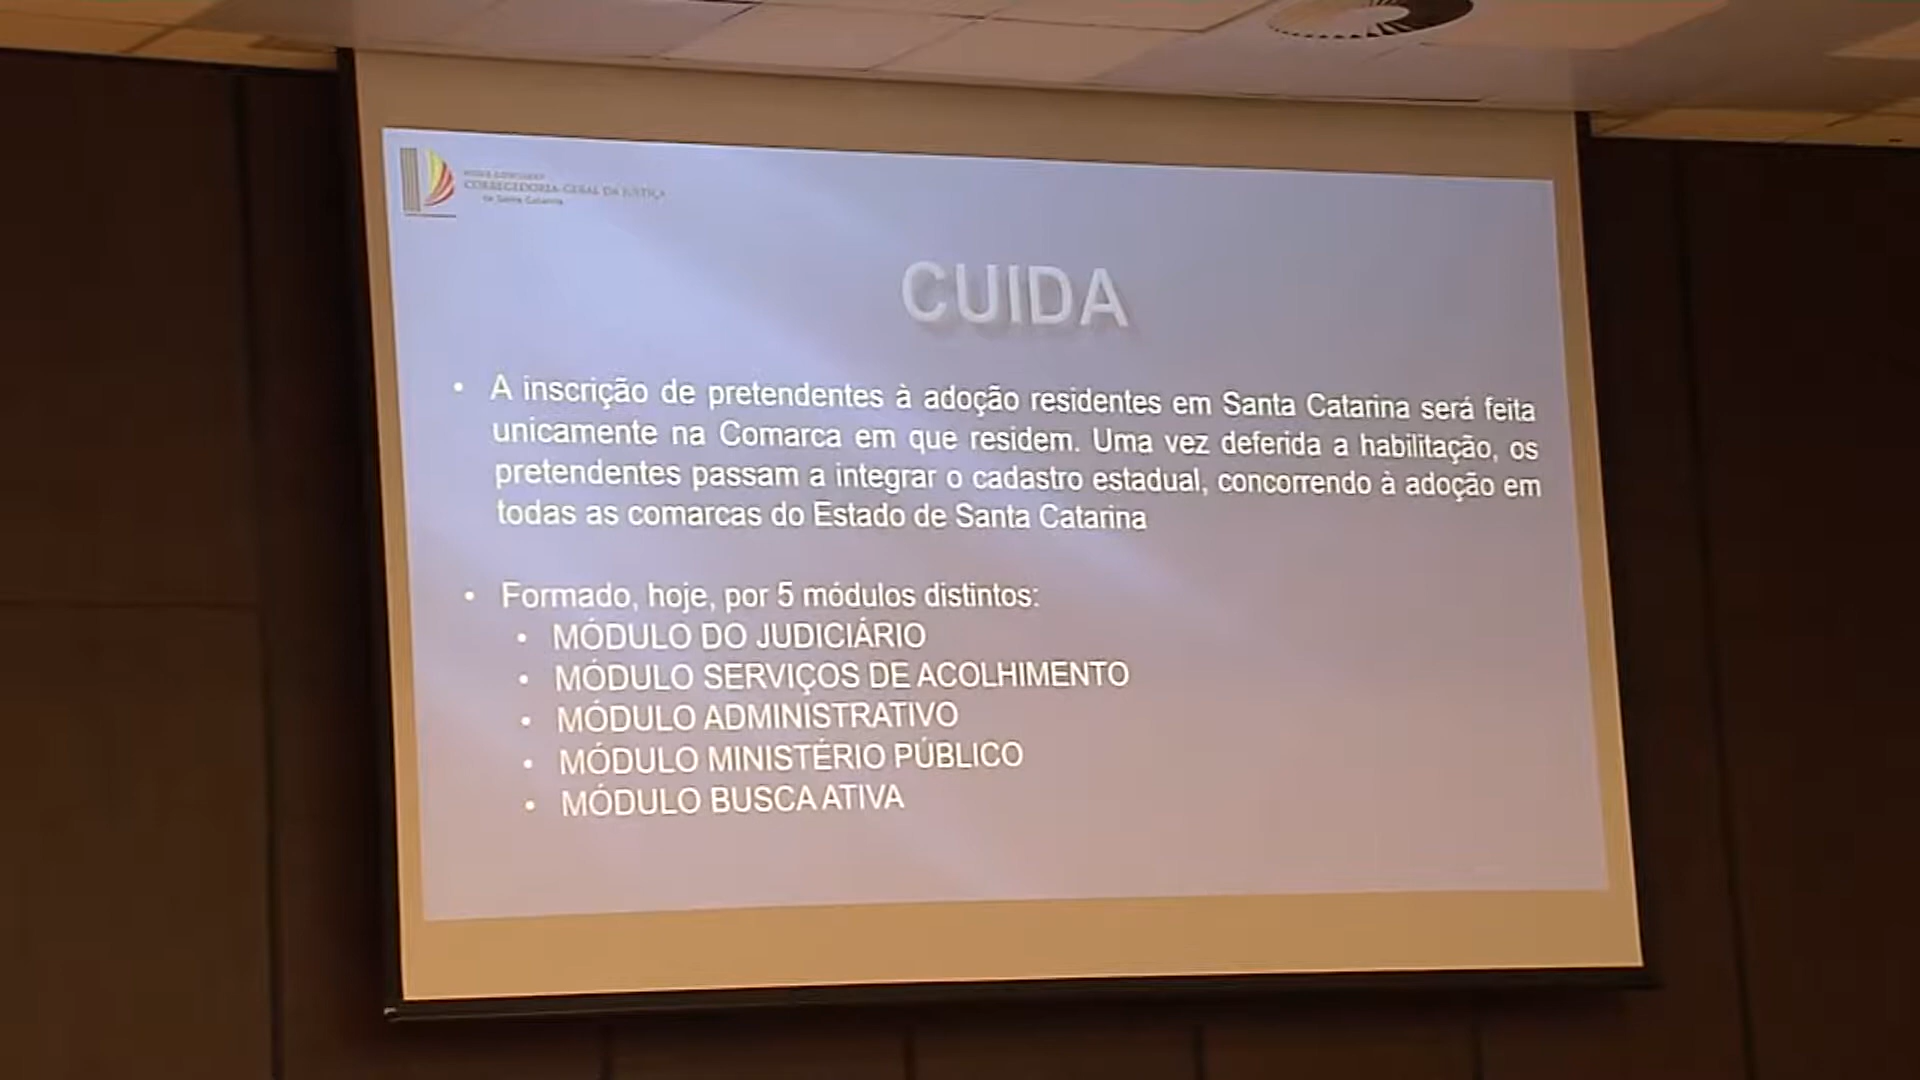 CORREGEDORIA-GERAL DA JUSTIÇA
de Santa Catarina
CUIDA
• A inscrição de pretendentes à adoção residentes em Santa Catarina será feita
unicamente na Comarca em que residem. Uma vez deferida a habilitação, os
pretendentes passam a integrar o cadastro estadual, concorrendo à adoção em
todas as comarcas do Estado de Santa Catarina
• Formado, hoje, por 5 módulos distintos:
• MÓDULO DO JUDICIÁRIO
• MÓDULO SERVIÇOS DE ACOLHIMENTO
• MÓDULO ADMINISTRATIVO
• MÓDULO MINISTÉRIO PÚBLICO
• MÓDULO BUSCA ATIVA